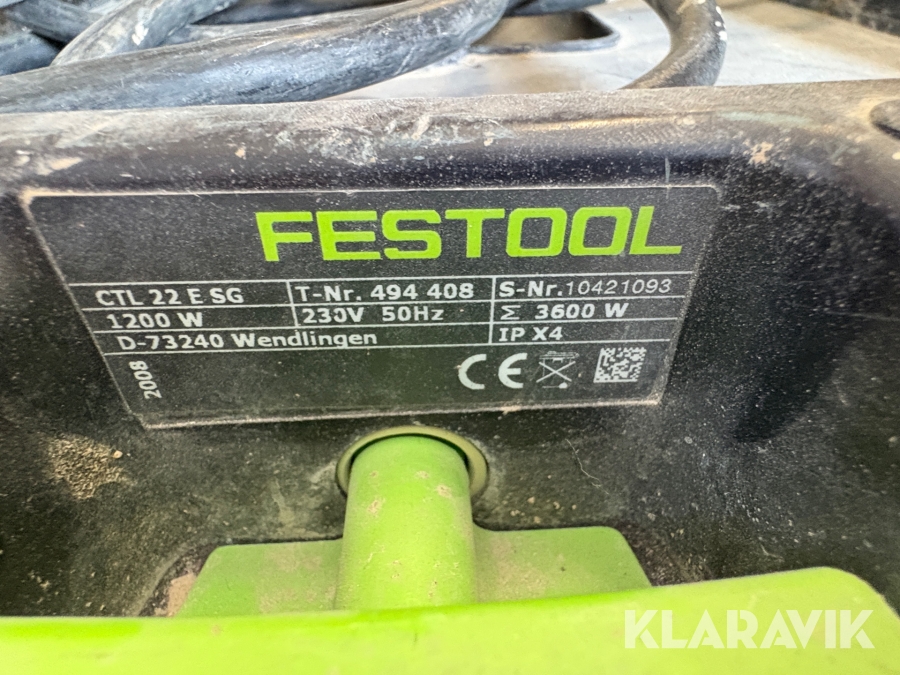 FESTOOL
CTL 22 E SG T-Nr. 494 408 S-Nr.10421093
1200 W 230V 50Hz Σ 3600 W
D-73240 Wendlingen IP X4
2008
CE
KLARAVIK